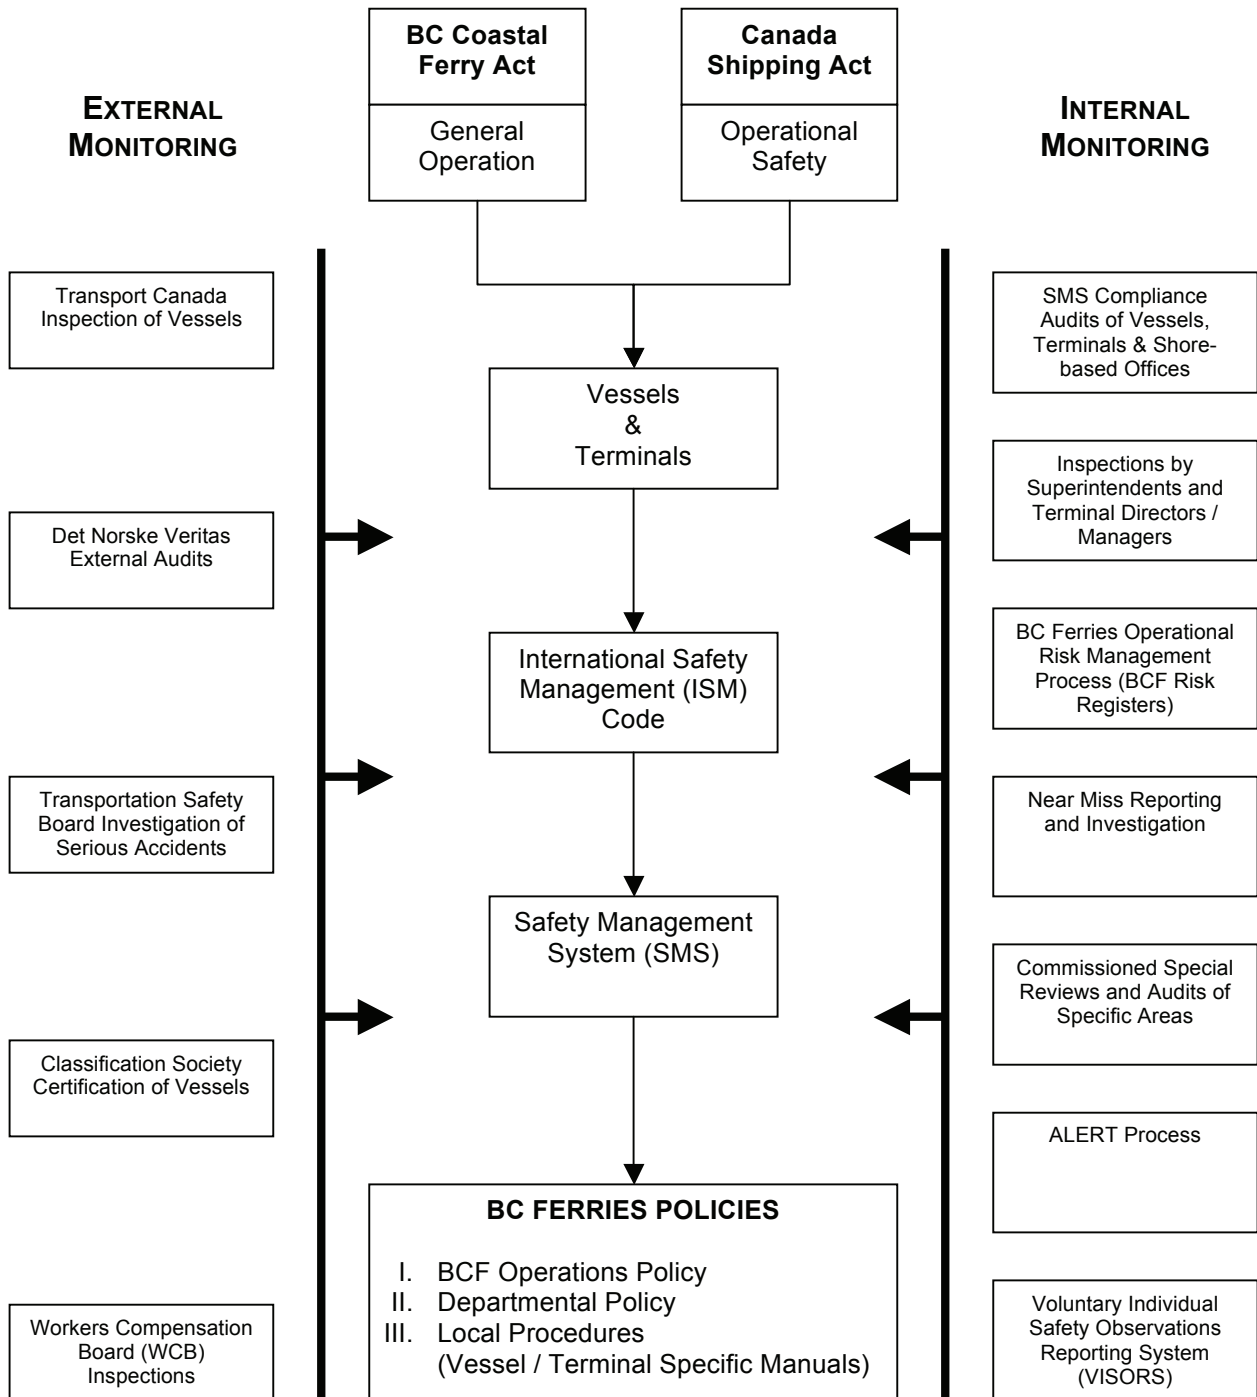 BC Coastal
Ferry Act
General
Operation
Canada
Shipping Act
Operational
Safety
EXTERNAL
MONITORING
INTERNAL
MONITORING
Transport Canada
Inspection of Vessels
Det Norske Veritas
External Audits
Transportation Safety
Board Investigation of
Serious Accidents
Classification Society
Certification of Vessels
Workers Compensation
Board (WCB)
Inspections
Vessels
&
Terminals
International Safety
Management (ISM)
Code
Safety Management
System (SMS)
BC FERRIES POLICIES
I. BCF Operations Policy
II. Departmental Policy
III. Local Procedures
(Vessel / Terminal Specific Manuals)
SMS Compliance
Audits of Vessels,
Terminals & Shore-
based Offices
Inspections by
Superintendents and
Terminal Directors /
Managers
BC Ferries Operational
Risk Management
Process (BCF Risk
Registers)
Near Miss Reporting
and Investigation
Commissioned Special
Reviews and Audits of
Specific Areas
ALERT Process
Voluntary Individual
Safety Observations
Reporting System
(VISORS)